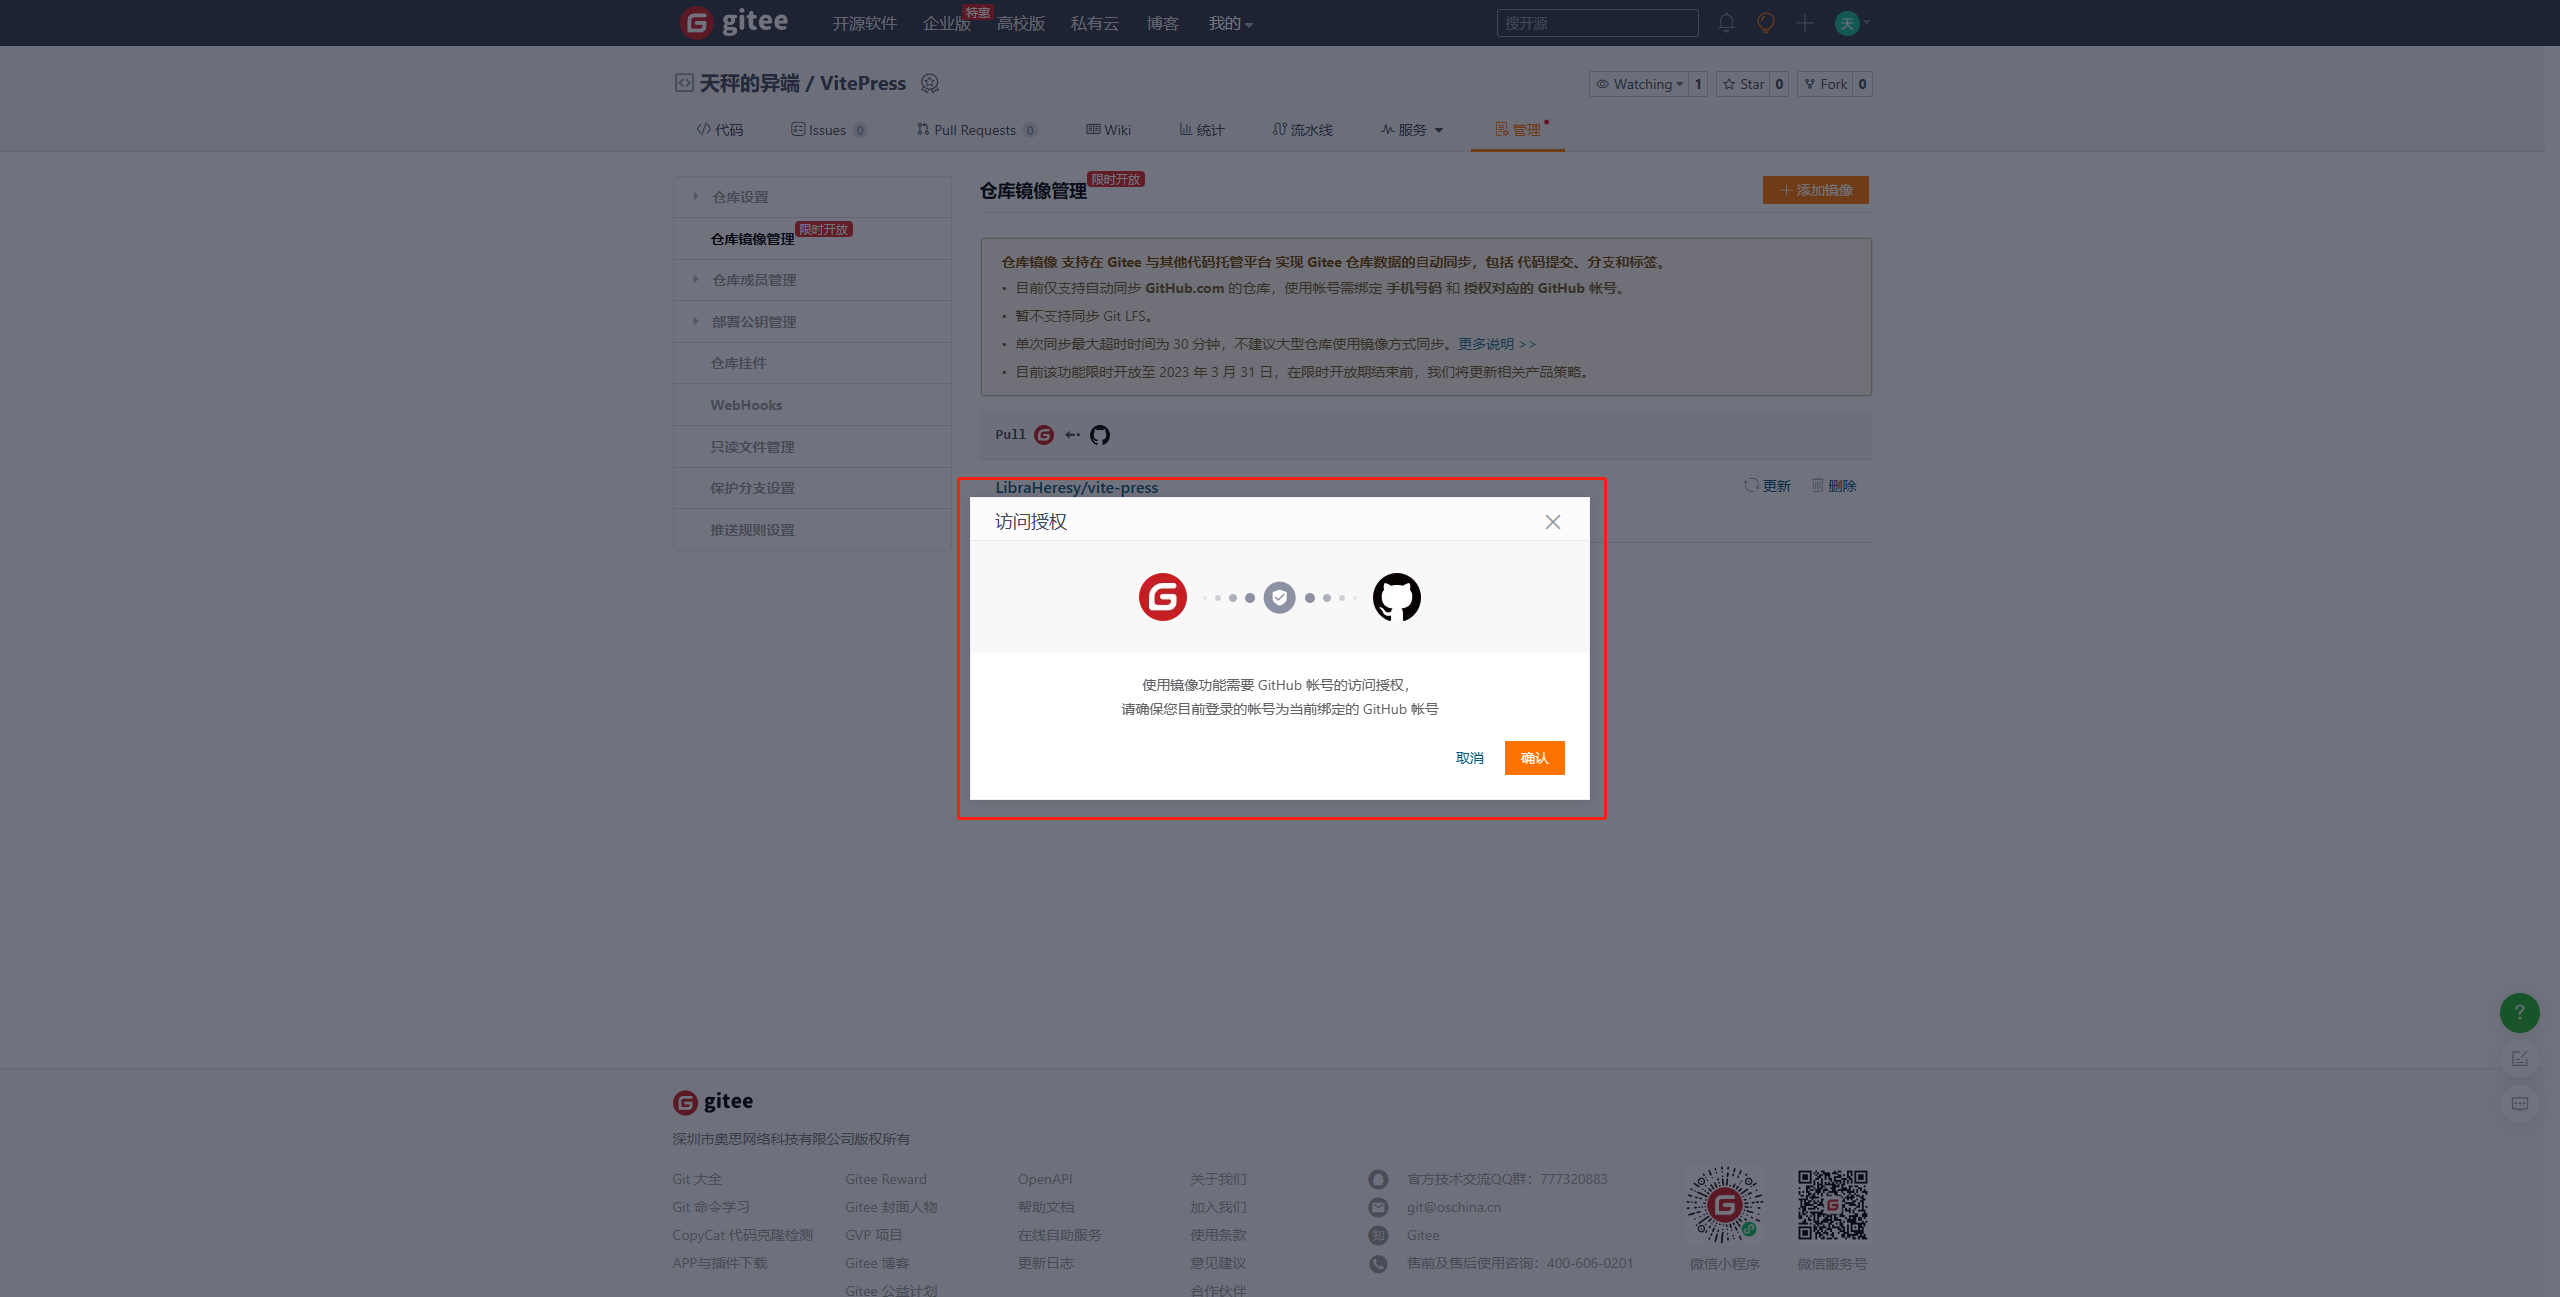 gitee 开源软件 企业版 特惠 高校版 私有云 博客 我的 搜开源 天
天秤的异端 / VitePress Watching 1 Star 0 Fork 0
代码 Issues 0 Pull Requests 0 Wiki 统计 流水线 服务 管理
仓库设置
仓库镜像管理 限时开放
仓库成员管理
部署公钥管理
仓库挂件
WebHooks
只读文件管理
保护分支设置
推送规则设置
仓库镜像管理 限时开放
添加镜像
仓库镜像 支持在 Gitee 与其他代码托管平台 实现 Gitee 仓库数据的自动同步，包括 代码提交、分支和标签。
• 目前仅支持自动同步 GitHub.com 的仓库，使用帐号需绑定 手机号码 和 授权对应的 GitHub 帐号。
• 暂不支持同步 Git LFS。
• 单次同步最大超时时间为 30 分钟，不建议大型仓库使用镜像方式同步。更多说明 >>
• 目前该功能限时开放至 2023 年 3 月 31 日，在限时开放期结束前，我们将更新相关产品策略。
Pull
LibraHeresy/vite-press 更新 删除
访问授权
使用镜像功能需要 GitHub 帐号的访问授权，
请确保您目前登录的帐号为当前绑定的 GitHub 帐号
取消 确认
?
gitee
深圳市奥思网络科技有限公司版权所有
Git 大全
Git 命令学习
CopyCat 代码克隆检测
APP与插件下载
Gitee Reward
Gitee 封面人物
GVP 项目
Gitee 博客
Gitee 公益计划
OpenAPI
帮助文档
在线自助服务
更新日志
关于我们
加入我们
使用条款
意见建议
合作伙伴
官方技术交流QQ群：777320883
git@oschina.cn
知 Gitee
售前及售后使用咨询：400-606-0201
微信小程序
微信服务号